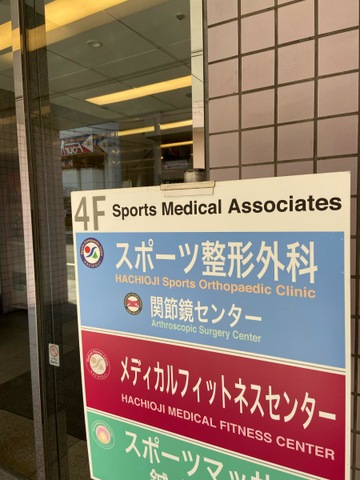 4F Sports Medical Associates
スポーツ整形外科
HACHIOJI Sports Orthopaedic Clinic
関節鏡センター
Arthroscopic Surgery Center
メディカルフィットネスセンター
HACHIOJI MEDICAL FITNESS CENTER
スポーツマッサ